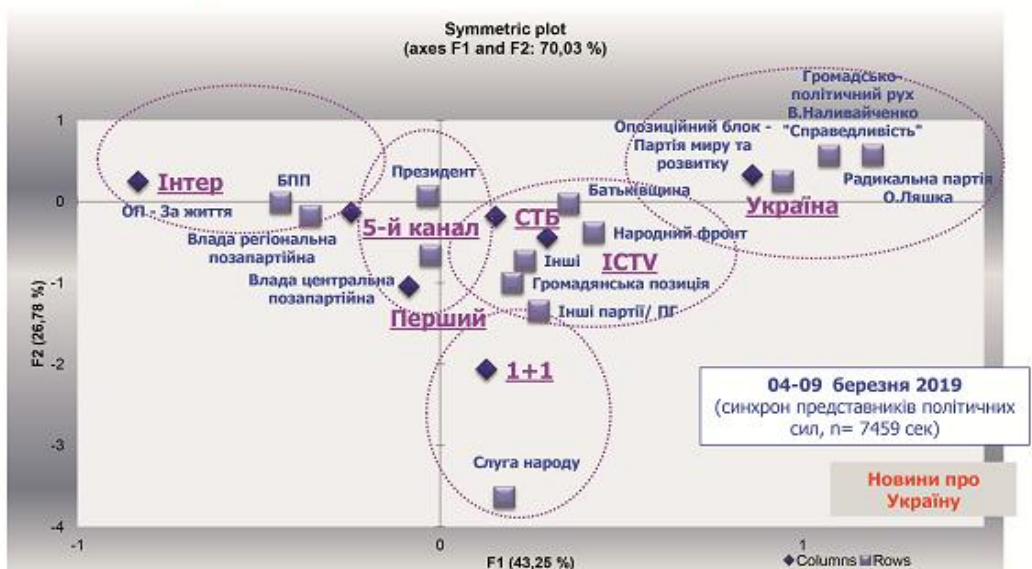 Symmetric plot
(axes F1 and F2: 70,03 %)
Громадсько-
політичний рух
В.Наливайченко
"Справедливість"
Опозиційний блок -
Партія миру та
розвитку
Радикальна партія
О.Ляшка
Україна
Президент
БПП
Інтер
ОП - За життя
Влада регіональна
позапартійна
5-й канал
СТБ
Батьківщина
Народний фронт
Інші
ICTV
Громадянська позиція
Влада центральна
позапартійна
Перший
Інші партії/ ПГ
1+1
Слуга народу
04-09 березня 2019
(синхрон представників політичних
сил, n= 7459 сек)
Новини про
Україну
F2 (26,78 %)
1
0
-1
-2
-3
-4
-1
0
1
F1 (43,25 %)
Columns Rows